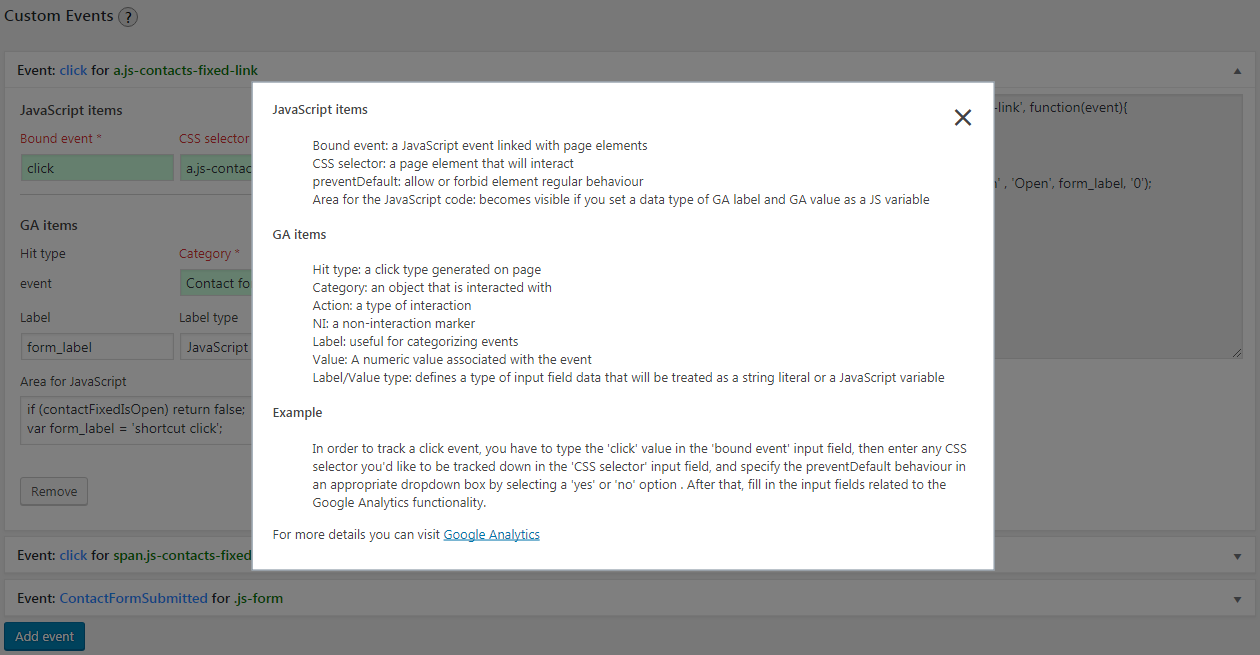 Custom Events ?
Event: click for a.js-contacts-fixed-link
JavaScript items
Bound event *
CSS selector
click
a.js-contac
GA items
Hit type
Category *
event
Contact fo
Label
Label type
form_label
JavaScript
Area for JavaScript
if (contactFixedIsOpen) return false;
var form_label = 'shortcut click';
Remove
-link', function(event){
' , 'Open', form_label, '0');
JavaScript items
Bound event: a JavaScript event linked with page elements
CSS selector: a page element that will interact
preventDefault: allow or forbid element regular behaviour
Area for the JavaScript code: becomes visible if you set a data type of GA label and GA value as a JS variable
GA items
Hit type: a click type generated on page
Category: an object that is interacted with
Action: a type of interaction
NI: a non-interaction marker
Label: useful for categorizing events
Value: A numeric value associated with the event
Label/Value type: defines a type of input field data that will be treated as a string literal or a JavaScript variable
Example
In order to track a click event, you have to type the 'click' value in the 'bound event' input field, then enter any CSS
selector you'd like to be tracked down in the 'CSS selector' input field, and specify the preventDefault behaviour in
an appropriate dropdown box by selecting a 'yes' or 'no' option . After that, fill in the input fields related to the
Google Analytics functionality.
For more details you can visit Google Analytics
Event: click for span.js-contacts-fixed
Event: ContactFormSubmitted for .js-form
Add event